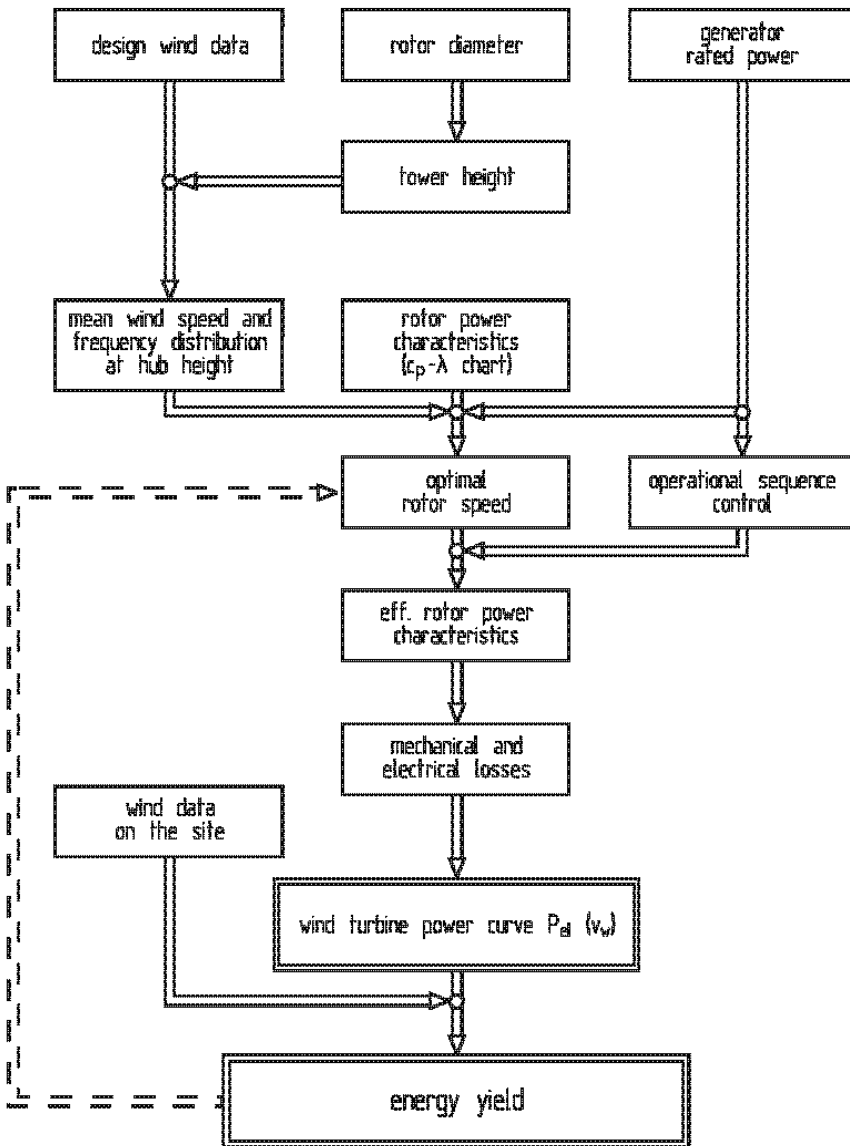 design wind data
rotor diameter
generator
rated power
tower height
mean wind speed and
frequency distribution
at hub height
rotor power
characteristics
(cp-λ chart)
optimal
rotor speed
operational sequence
control
eff. rotor power
characteristics
mechanical and
electrical losses
wind data
on the site
wind turbine power curve Pel (vw)
energy yield